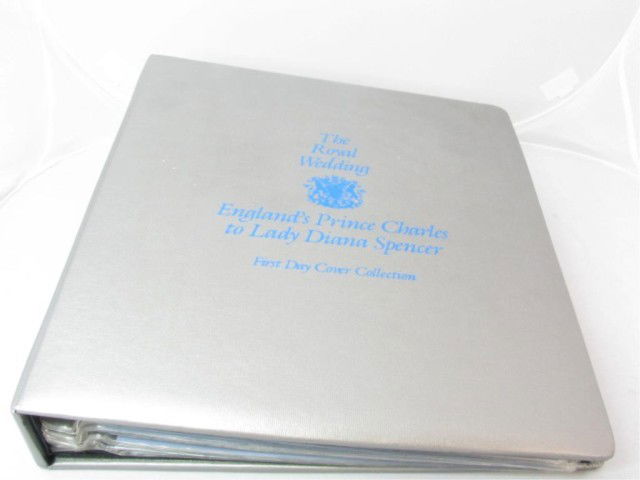 The
Royal
Wedding
England's Prince Charles
to Lady Diana Spencer
First Day Cover Collection